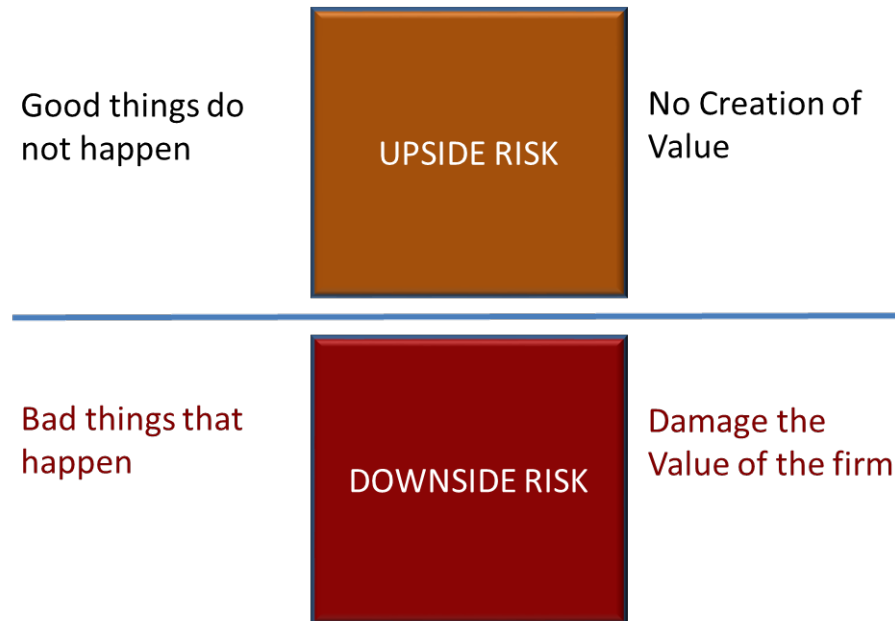 Good things do
not happen
UPSIDE RISK
No Creation of
Value
Bad things that
happen
DOWNSIDE RISK
Damage the
Value of the firm